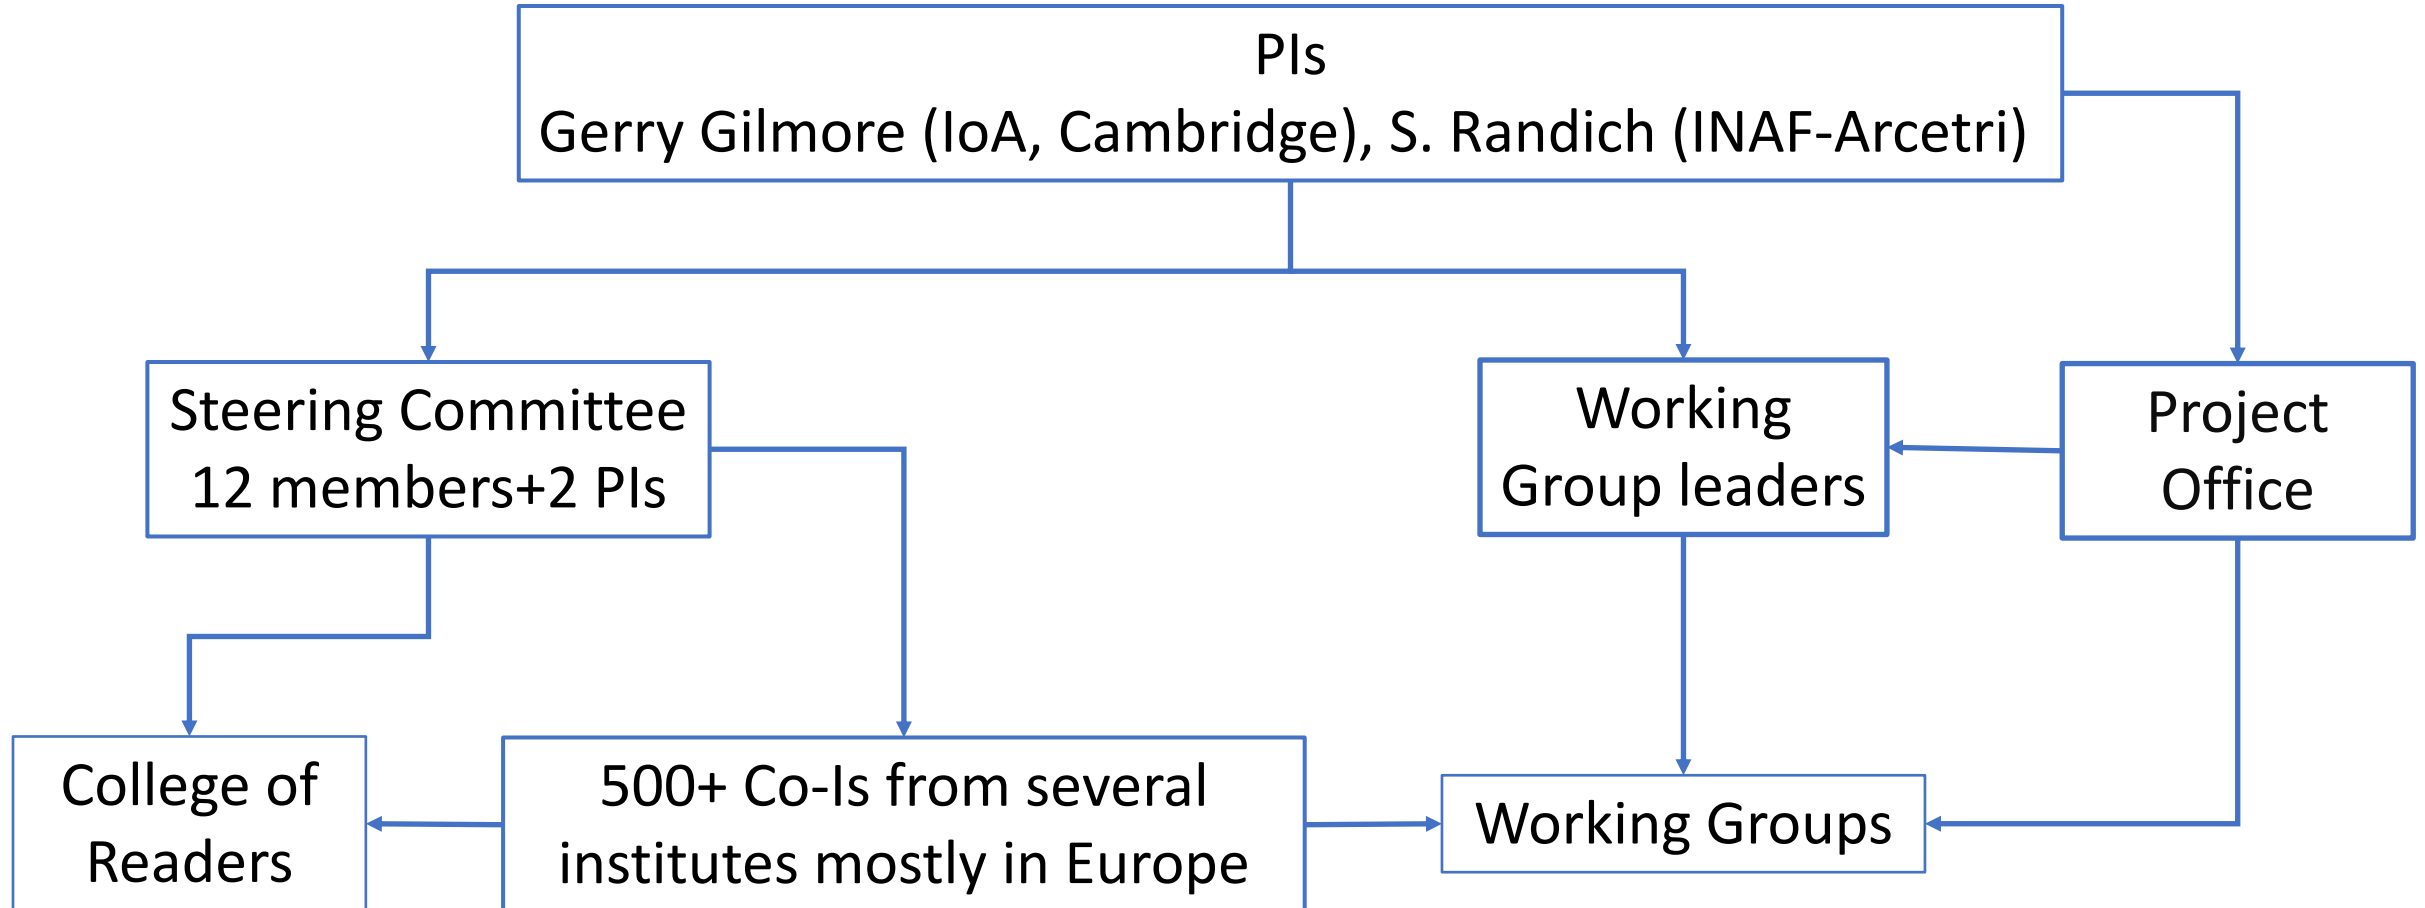 PIs
Gerry Gilmore (IoA, Cambridge), S. Randich (INAF-Arcetri)
Steering Committee
12 members+2 PIs
Working
Group leaders
Project
Office
College of
Readers
500+ Co-Is from several
institutes mostly in Europe
Working Groups